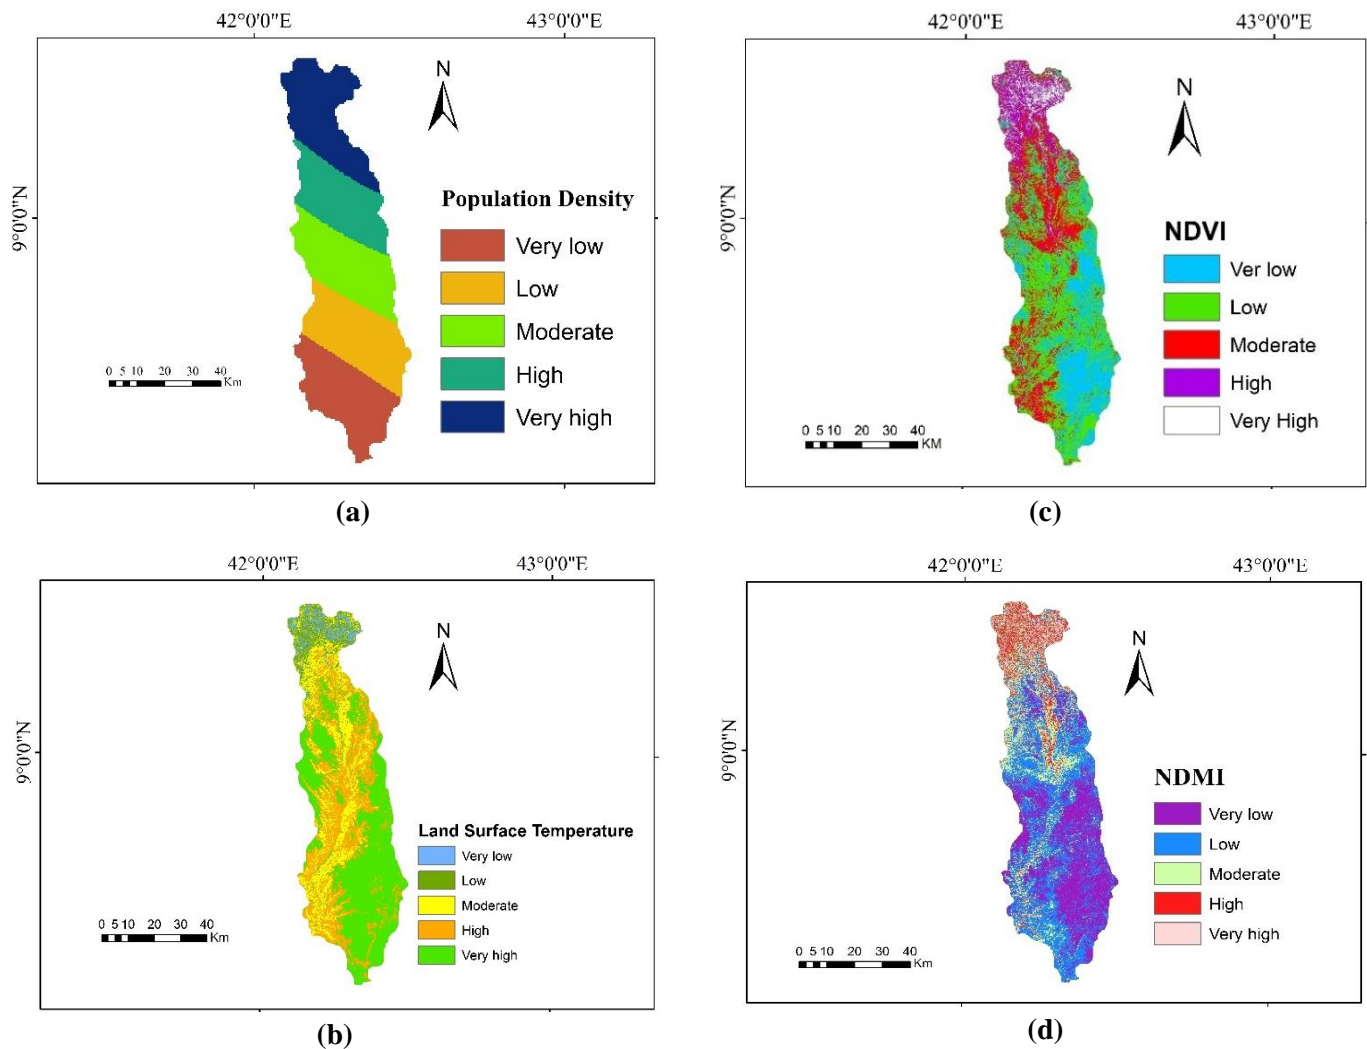 42°0'0"E 43°0'0"E
N
9°0'0"N
Population Density
Very low
Low
Moderate
High
Very high
0 5 10 20 30 40
Km
(a)
42°0'0"E 43°0'0"E
N
9°0'0"N
NDVI
Ver low
Low
Moderate
High
Very High
0 5 10 20 30 40
KM
(c)
42°0'0"E 43°0'0"E
N
9°0'0"N
Land Surface Temperature
Very low
Low
Moderate
High
Very high
0 5 10 20 30 40
Km
(b)
42°0'0"E 43°0'0"E
N
9°0'0"N
NDMI
Very low
Low
Moderate
High
Very high
0 5 10 20 30 40
Km
(d)